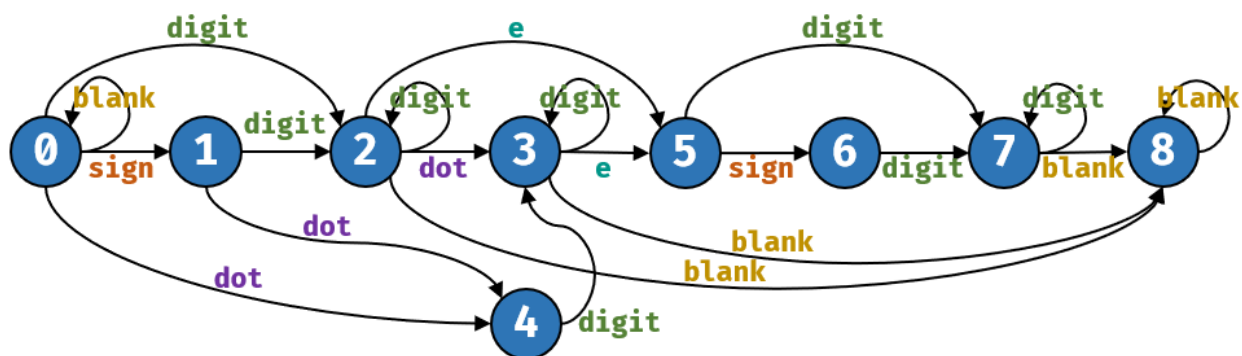 digit e digit
blank digit digit digit blank
digit
0 1 2 3 5 6 7 8
sign dot e sign digit blank
dot
blank
dot blank
4 digit